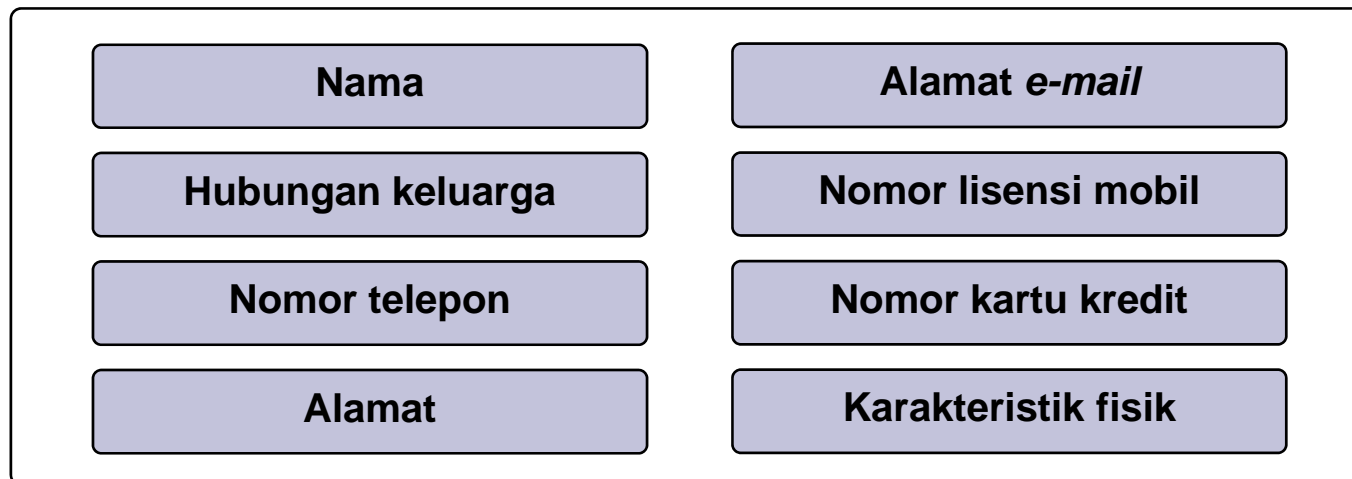 Nama
Hubungan keluarga
Nomor telepon
Alamat
Alamat e-mail
Nomor lisensi mobil
Nomor kartu kredit
Karakteristik fisik